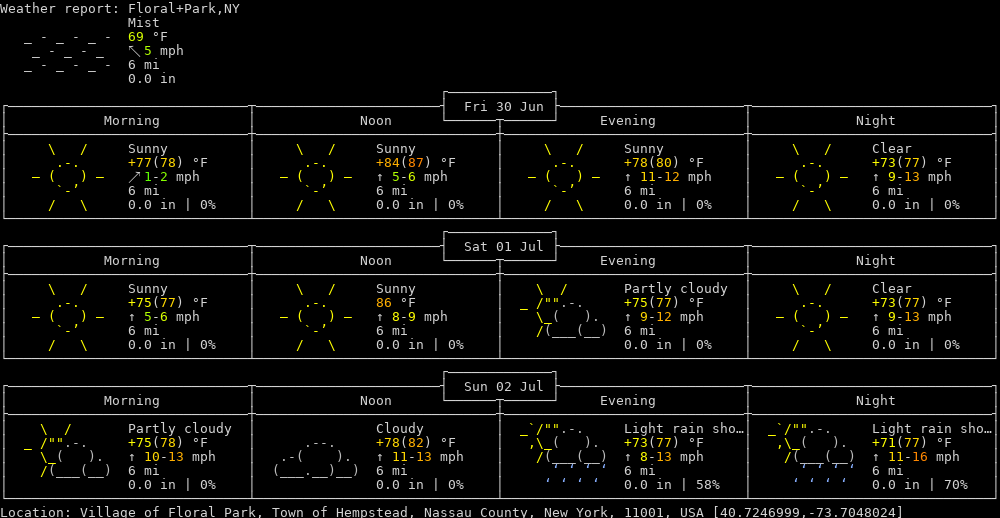 Weather report: Floral+Park,NY
Mist
69 °F
↖ 5 mph
6 mi
0.0 in
Fri 30 Jun
Morning Noon Evening Night
Sunny Sunny Sunny Clear
+77(78) °F +84(87) °F +78(80) °F +73(77) °F
↗ 1-2 mph ↑ 5-6 mph ↑ 11-12 mph ↑ 9-13 mph
6 mi 6 mi 6 mi 6 mi
0.0 in | 0% 0.0 in | 0% 0.0 in | 0% 0.0 in | 0%
Sat 01 Jul
Morning Noon Evening Night
Sunny Sunny Partly cloudy Clear
+75(77) °F 86 °F +75(77) °F +73(77) °F
↑ 5-6 mph ↑ 8-9 mph ↑ 9-12 mph ↑ 9-13 mph
6 mi 6 mi 6 mi 6 mi
0.0 in | 0% 0.0 in | 0% 0.0 in | 0% 0.0 in | 0%
Sun 02 Jul
Morning Noon Evening Night
Partly cloudy Cloudy Light rain sho… Light rain sho…
+75(78) °F +78(82) °F +73(77) °F +71(77) °F
↑ 10-13 mph ↑ 11-13 mph ↑ 8-13 mph ↑ 11-16 mph
6 mi 6 mi 6 mi 6 mi
0.0 in | 0% 0.0 in | 0% 0.0 in | 58% 0.0 in | 70%
Location: Village of Floral Park, Town of Hempstead, Nassau County, New York, 11001, USA [40.7246999,-73.7048024]